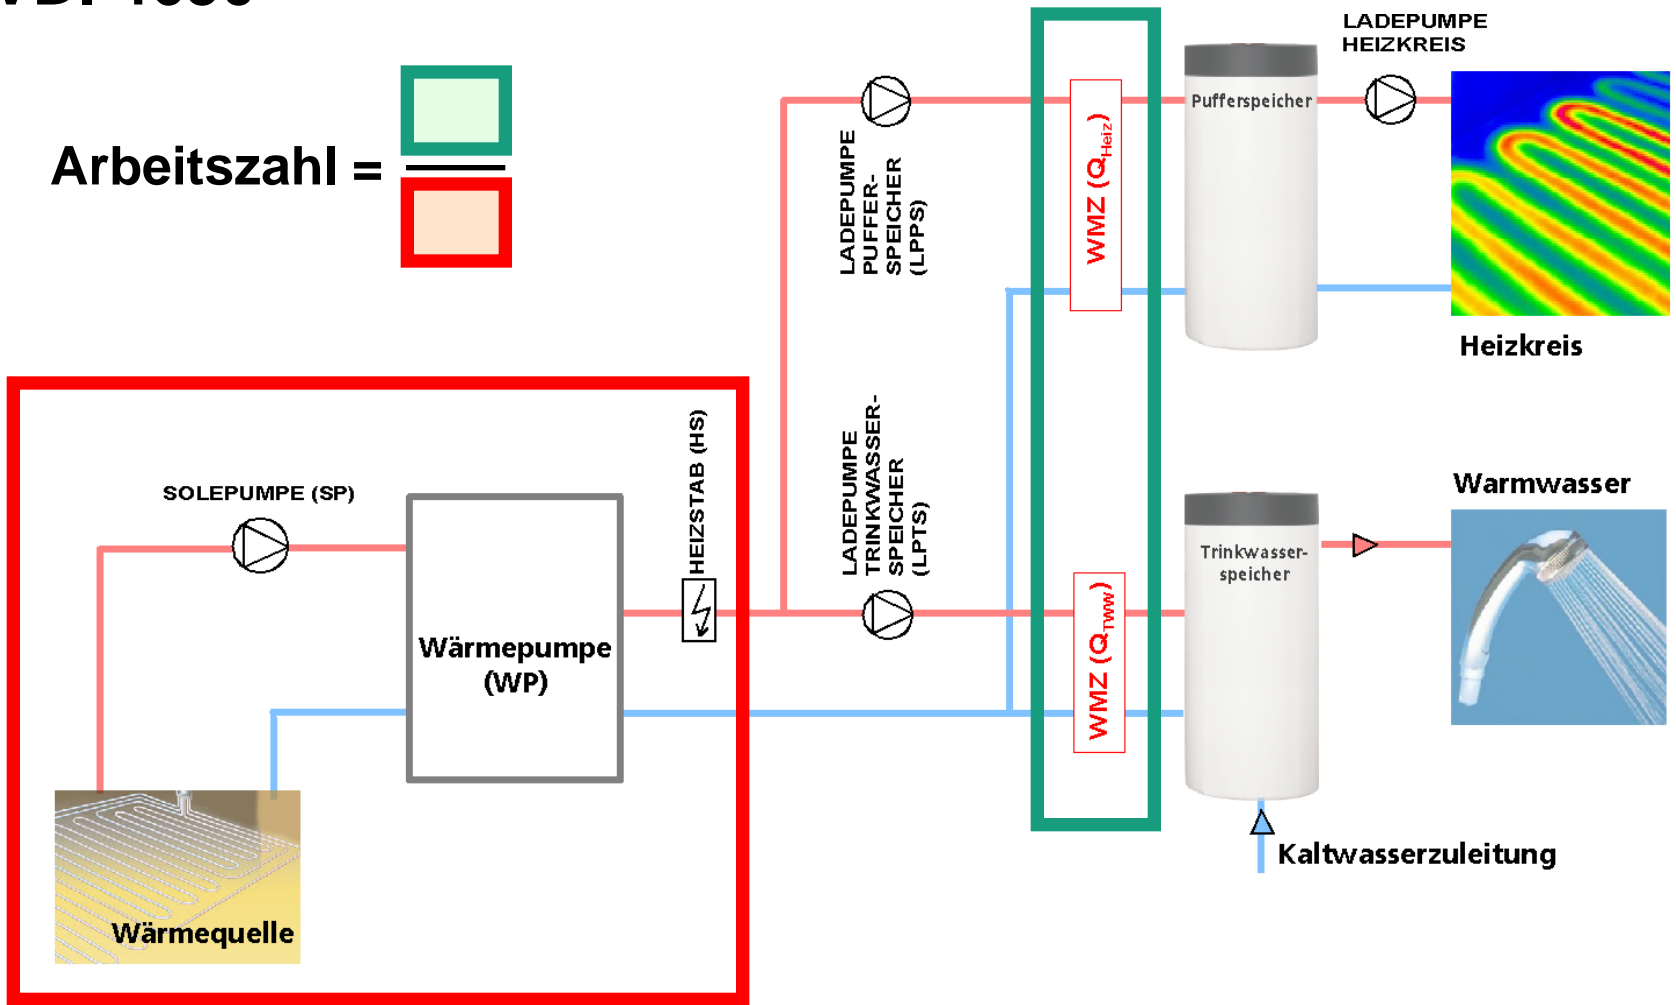 Arbeitszahl =
LADEPUMPE
HEIZKREIS
Pufferspeicher
WMZ (QHeiz)
LADEPUMPE
PUFFER-
SPEICHER
(LPPS)
Heizkreis
HEIZSTAB (HS)
LADEPUMPE
TRINKWASSER-
SPEICHER
(LPTS)
SOLEPUMPE (SP)
Warmwasser
Trinkwasser-
speicher
WMZ (QTWW)
Wärmepumpe
(WP)
Kaltwasserzuleitung
Wärmequelle